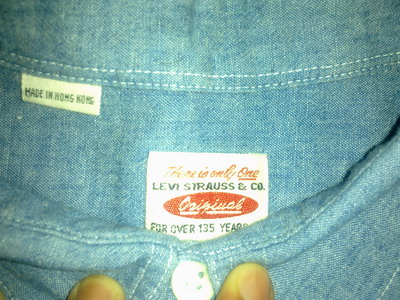 MADE IN HONG KONG
There is only One
LEVI STRAUSS & CO.
Original
FOR OVER 135 YEARS